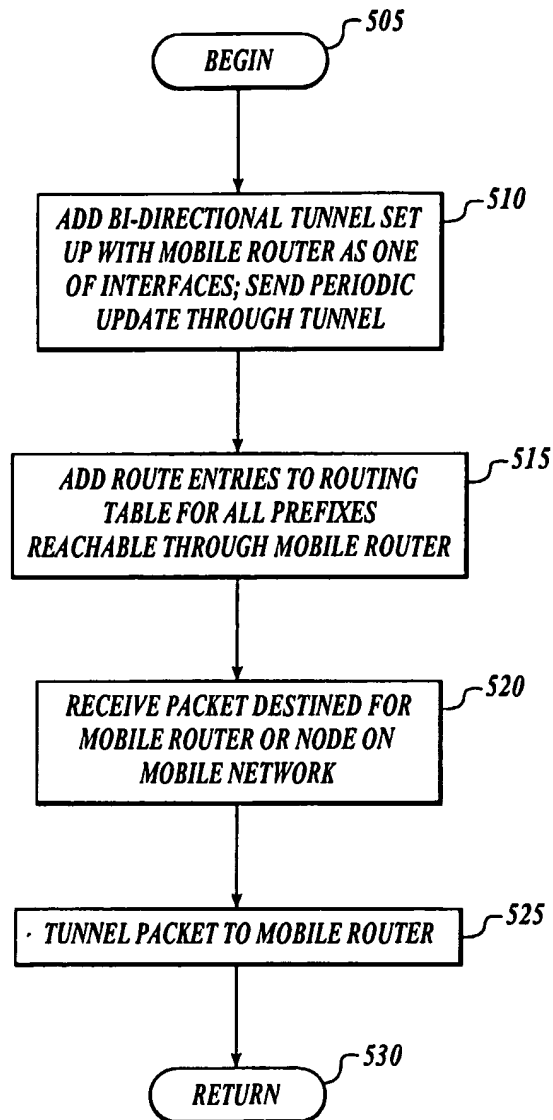 505
BEGIN
510
ADD BI-DIRECTIONAL TUNNEL SET
UP WITH MOBILE ROUTER AS ONE
OF INTERFACES; SEND PERIODIC
UPDATE THROUGH TUNNEL
515
ADD ROUTE ENTRIES TO ROUTING
TABLE FOR ALL PREFIXES
REACHABLE THROUGH MOBILE ROUTER
520
RECEIVE PACKET DESTINED FOR
MOBILE ROUTER OR NODE ON
MOBILE NETWORK
525
TUNNEL PACKET TO MOBILE ROUTER
530
RETURN